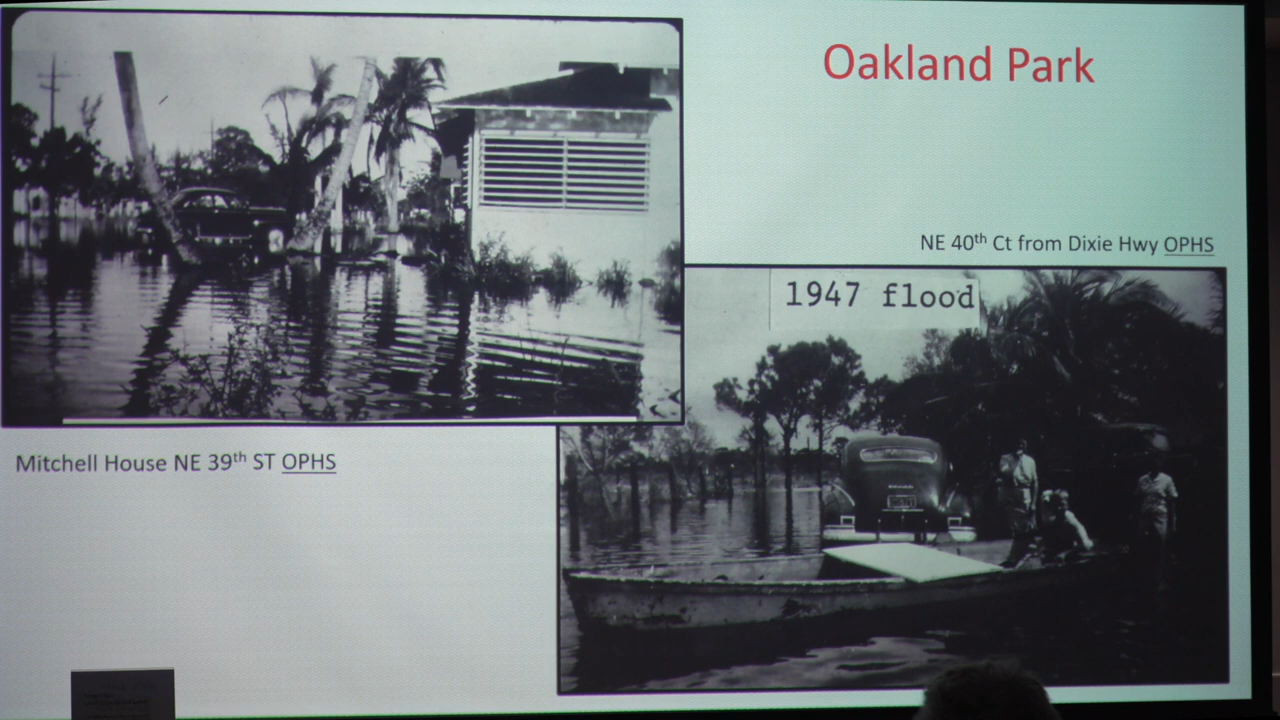 Oakland Park
NE 40th Ct from Dixie Hwy OPHS
1947 flood
Mitchell House NE 39th ST OPHS